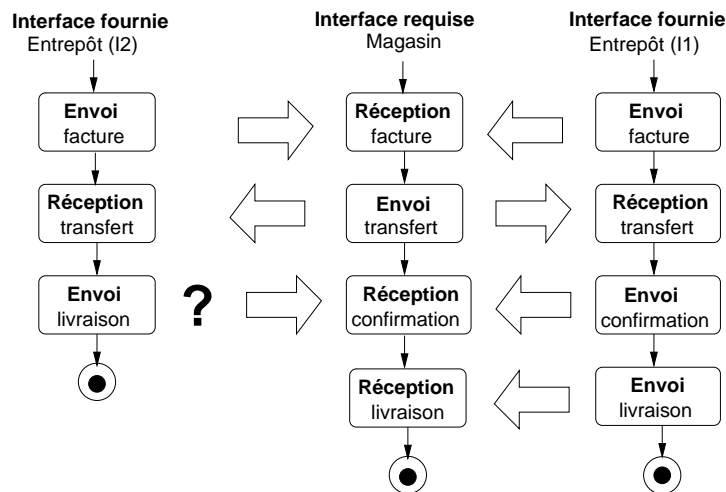 Interface fournie
Entrepôt (I2)
Envoi
facture
Réception
transfert
Envoi
livraison
?
Interface requise
Magasin
Réception
facture
Envoi
transfert
Réception
confirmation
Réception
livraison
Interface fournie
Entrepôt (I1)
Envoi
facture
Réception
transfert
Envoi
confirmation
Envoi
livraison